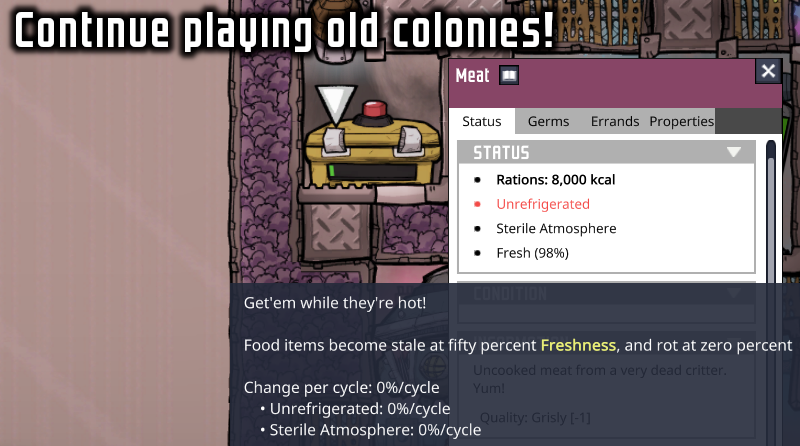 Continue playing old colonies!
Meat
Status Germs Errands Properties
STATUS
• Rations: 8,000 kcal
• Unrefrigerated
• Sterile Atmosphere
• Fresh (98%)
CONDITION
Get'em while they're hot!
Food items become stale at fifty percent Freshness, and rot at zero percent
Uncooked meat from a very dead critter.
Yum!
Change per cycle: 0%/cycle
• Unrefrigerated: 0%/cycle
Quality: Grisly [-1]
• Sterile Atmosphere: 0%/cycle